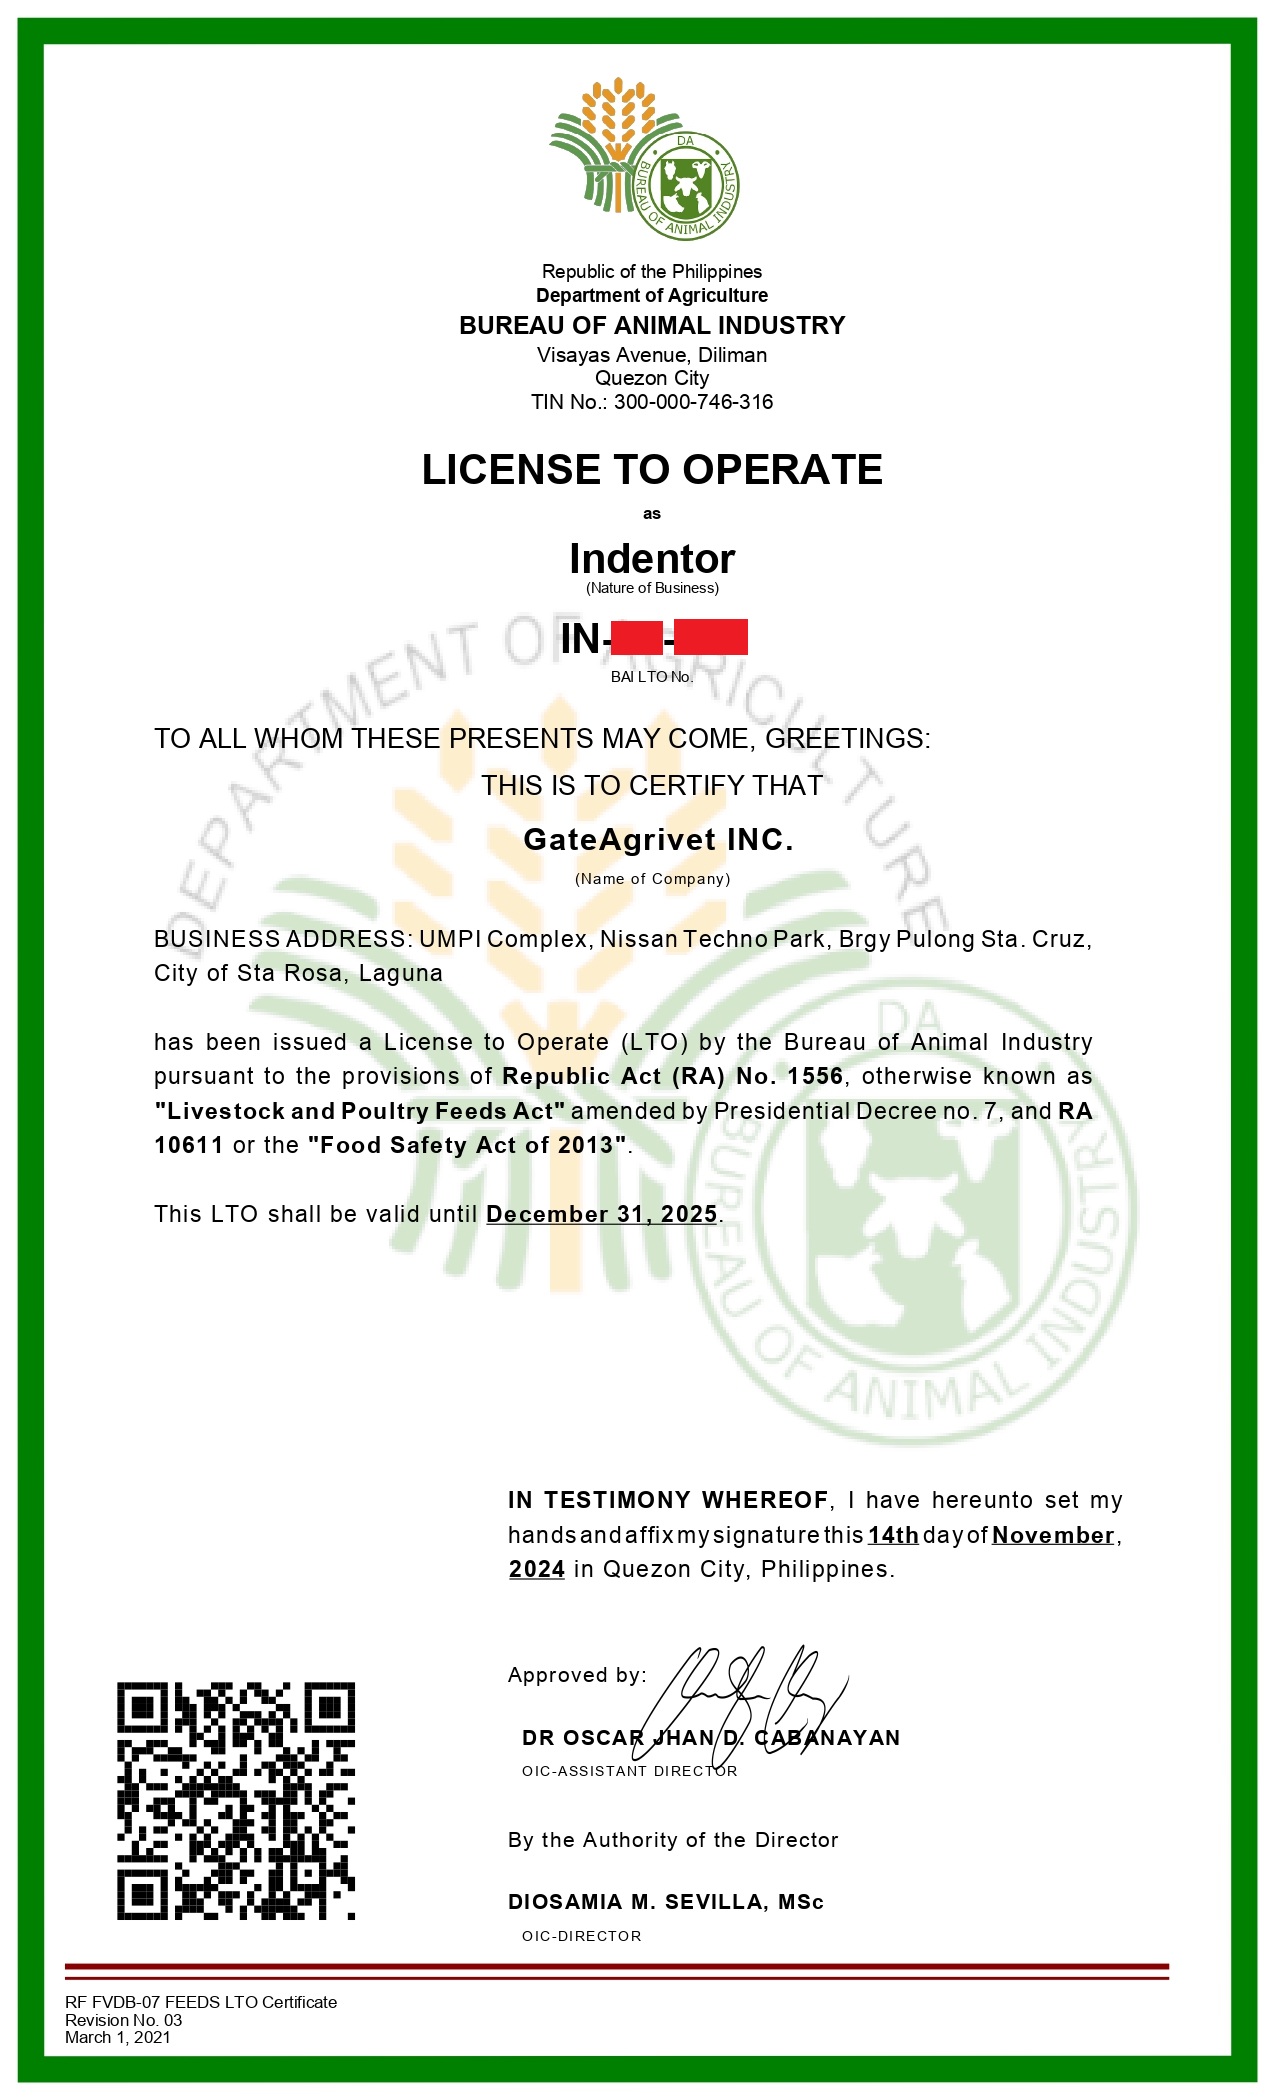 DA
BUREAU OF ANIMAL INDUSTRY
Republic of the Philippines
Department of Agriculture
BUREAU OF ANIMAL INDUSTRY
Visayas Avenue, Diliman
Quezon City
TIN No.: 300-000-746-316
LICENSE TO OPERATE
as
Indentor
(Nature of Business)
IN- -
BAI LTO No.
DEPARTMENT OF AGRICULTURE
TO ALL WHOM THESE PRESENTS MAY COME, GREETINGS:
THIS IS TO CERTIFY THAT
GateAgrivet INC.
(Name of Company)
BUSINESS ADDRESS: UMPI Complex, Nissan Techno Park, Brgy Pulong Sta. Cruz,
City of Sta Rosa, Laguna
has been issued a License to Operate (LTO) by the Bureau of Animal Industry
pursuant to the provisions of Republic Act (RA) No. 1556, otherwise known as
"Livestock and Poultry Feeds Act" amended by Presidential Decree no. 7, and RA
10611 or the "Food Safety Act of 2013".
This LTO shall be valid until December 31, 2025.
DA
BUREAU OF ANIMAL INDUSTRY
IN TESTIMONY WHEREOF, I have hereunto set my
hands and affix my signature this 14th day of November,
2024 in Quezon City, Philippines.
Approved by:
DR OSCAR JHAN D. CABANAYAN
OIC-ASSISTANT DIRECTOR
By the Authority of the Director
DIOSAMIA M. SEVILLA, MSc
OIC-DIRECTOR
RF FVDB-07 FEEDS LTO Certificate
Revision No. 03
March 1, 2021